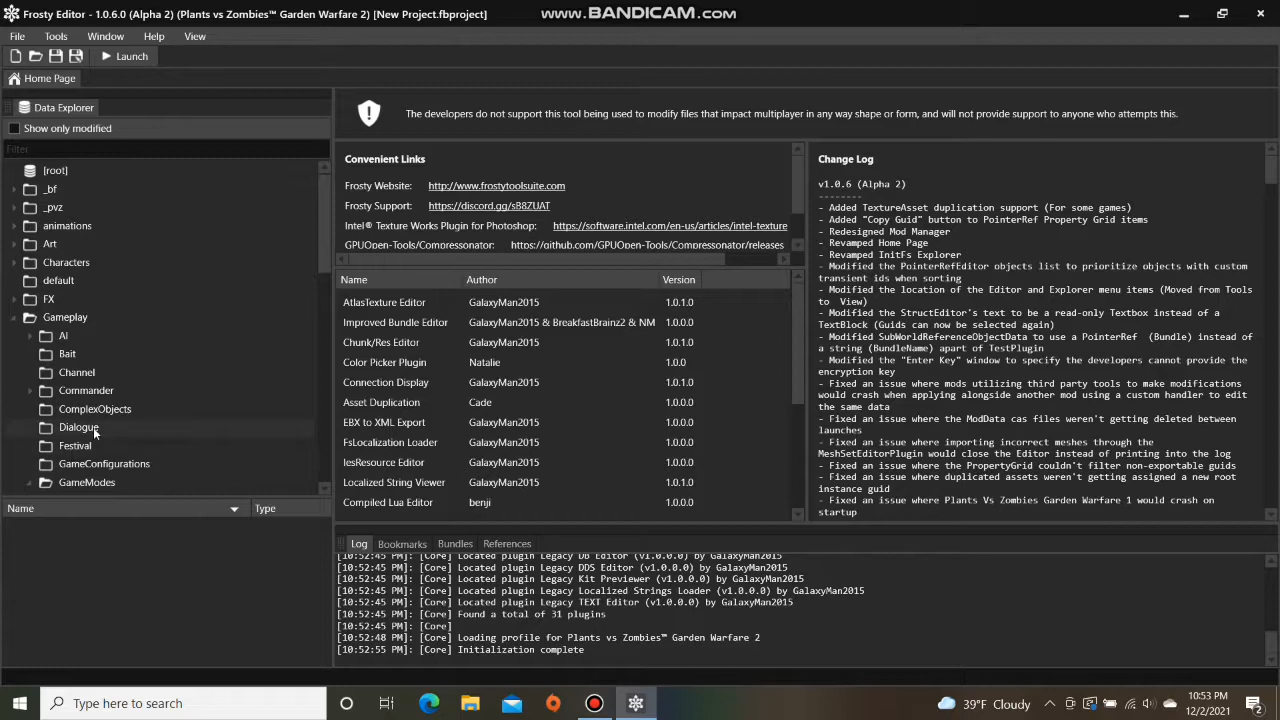 Frosty Editor - 1.0.6.0 (Alpha 2) (Plants vs Zombies™ Garden Warfare 2) [New Project.fbproject]
www.BANDICAM.com
File Tools Window Help View
Launch
Home Page
Data Explorer
Show only modified
Filter
[root]
_bf
_pvz
animations
Art
Characters
default
FX
Gameplay
AI
Bait
Channel
Commander
ComplexObjects
Dialogue
Festival
GameConfigurations
GameModes
Name Type
The developers do not support this tool being used to modify files that impact multiplayer in any way shape or form, and will not provide support to anyone who attempts this.
Convenient Links
Frosty Website: http://www.frostytoolsuite.com
Frosty Support: https://discord.gg/sB8ZUAT
Intel® Texture Works Plugin for Photoshop: https://software.intel.com/en-us/articles/intel-texture
GPUOpen-Tools/Compressonator: https://github.com/GPUOpen-Tools/Compressonator/releases
Name Author Version
AtlasTexture Editor GalaxyMan2015 1.0.1.0
Improved Bundle Editor GalaxyMan2015 & BreakfastBrainz2 & NM 1.0.0.0
Chunk/Res Editor GalaxyMan2015 1.0.1.0
Color Picker Plugin Natalie 1.0.0
Connection Display GalaxyMan2015 1.0.1.0
Asset Duplication Cade 1.0.0.0
EBX to XML Export GalaxyMan2015 1.0.0.0
FsLocalization Loader GalaxyMan2015 1.0.0.0
IesResource Editor GalaxyMan2015 1.0.0.0
Localized String Viewer GalaxyMan2015 1.0.0.0
Compiled Lua Editor benji 1.0.0.0
Change Log
v1.0.6 (Alpha 2)
--------
- Added TextureAsset duplication support (For some games)
- Added "Copy Guid" button to PointerRef Property Grid items
- Redesigned Mod Manager
- Revamped Home Page
- Revamped InitFs Explorer
- Modified the PointerRefEditor objects list to prioritize objects with custom
transient ids when sorting
- Modified the location of the Editor and Explorer menu items (Moved from Tools
to View)
- Modified the StructEditor's text to be a read-only Textbox instead of a
TextBlock (Guids can now be selected again)
- Modified SubWorldReferenceObjectData to use a PointerRef (Bundle) instead of
a string (BundleName) apart of TestPlugin
- Modified the "Enter Key" window to specify the developers cannot provide the
encryption key
- Fixed an issue where mods utilizing third party tools to make modifications
would crash when applying alongside another mod using a custom handler to edit
the same data
- Fixed an issue where the ModData cas files weren't getting deleted between
launches
- Fixed an issue where importing incorrect meshes through the
MeshSetEditorPlugin would close the Editor instead of printing into the log
- Fixed an issue where the PropertyGrid couldn't filter non-exportable guids
- Fixed an issue where duplicated assets weren't getting assigned a new root
instance guid
- Fixed an issue where Plants Vs Zombies Garden Warfare 1 would crash on
startup
Log Bookmarks Bundles References
[10:52:45 PM]: [Core] Located plugin Legacy DB Editor (v1.0.0.0) by GalaxyMan2015
[10:52:45 PM]: [Core] Located plugin Legacy DDS Editor (v1.0.0.0) by GalaxyMan2015
[10:52:45 PM]: [Core] Located plugin Legacy Kit Previewer (v1.0.0.0) by GalaxyMan2015
[10:52:45 PM]: [Core] Located plugin Legacy Localized Strings Loader (v1.0.0.0) by GalaxyMan2015
[10:52:45 PM]: [Core] Located plugin Legacy TEXT Editor (v1.0.0.0) by GalaxyMan2015
[10:52:45 PM]: [Core] Found a total of 31 plugins
[10:52:45 PM]: [Core]
[10:52:48 PM]: [Core] Loading profile for Plants vs Zombies™ Garden Warfare 2
[10:52:55 PM]: [Core] Initialization complete
Type here to search
39°F Cloudy
10:53 PM
12/2/2021
2